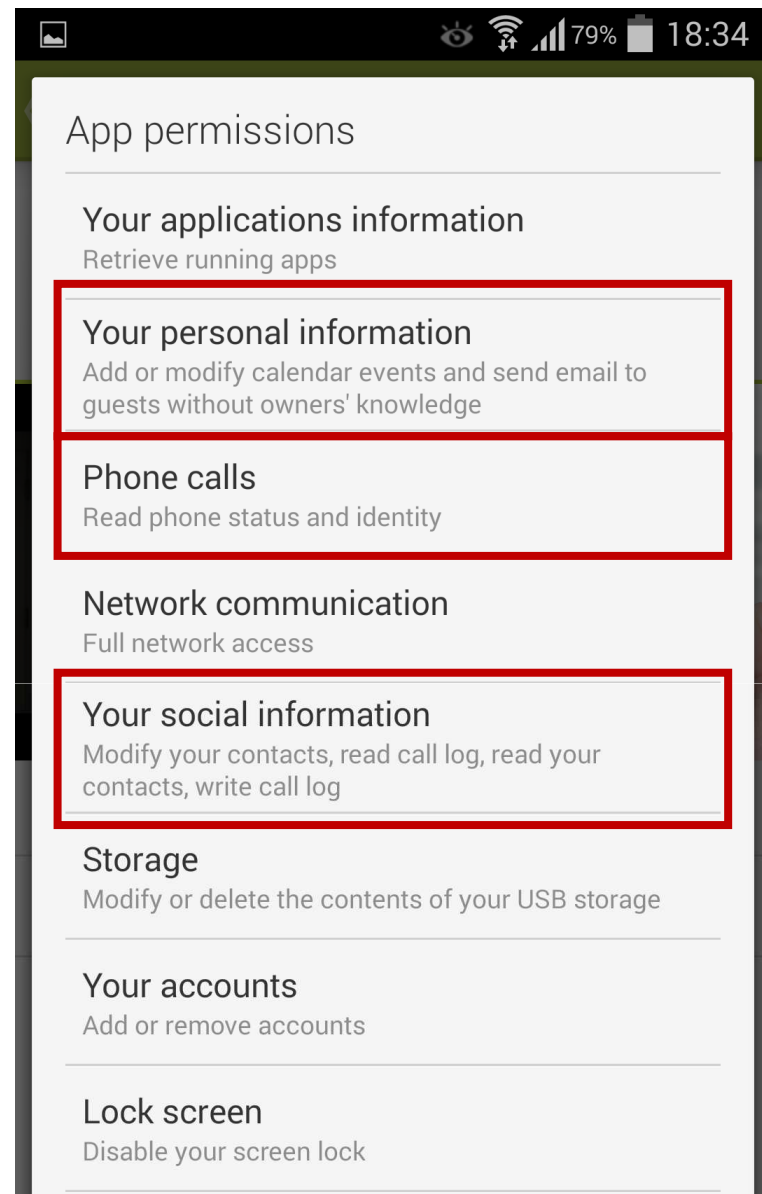 79% 18:34
App permissions
Your applications information
Retrieve running apps
Your personal information
Add or modify calendar events and send email to
guests without owners' knowledge
Phone calls
Read phone status and identity
Network communication
Full network access
Your social information
Modify your contacts, read call log, read your
contacts, write call log
Storage
Modify or delete the contents of your USB storage
Your accounts
Add or remove accounts
Lock screen
Disable your screen lock